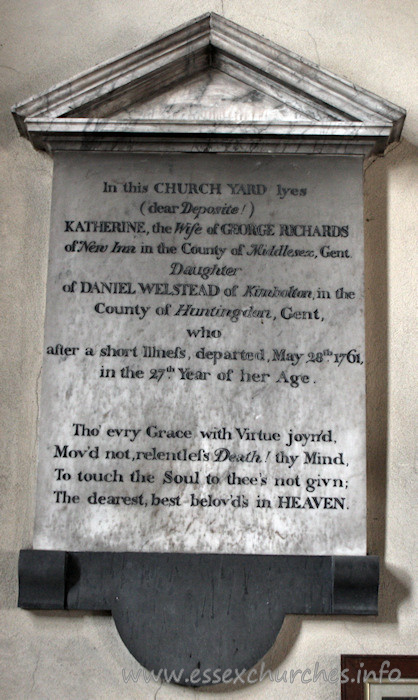 In this CHURCH YARD lyes
(dear Deposite!)
KATHERINE, the Wife of GEORGE RICHARDS
of New Inn in the County of Middlesex, Gent.
Daughter
of DANIEL WELSTEAD of Kimbolton, in the
County of Huntingdon, Gent,
who
after a short Illneſs, departed, May 28th 1761,
in the 27th Year of her Age.
Tho' evry Grace with Virtue joyn'd,
Mov'd not, relentleſs Death! thy Mind,
To touch the Soul to thee's not givn;
The dearest, best belov'd's in HEAVEN.
www.essexchurches.info